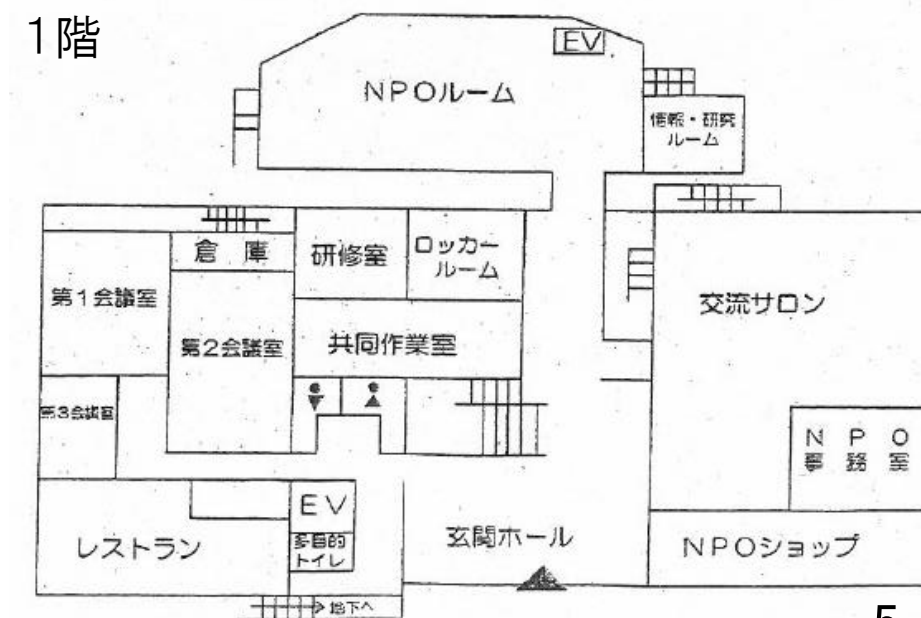 1階
EV
NPOルーム
情報・研究
ルーム
倉 庫
研修室
ロッカー
ルーム
第1会議室
交流サロン
第2会議室
共同作業室
第3会議室
N P O
事 務 室
EV
レストラン
多目的
トイレ
玄関ホール
NPOショップ
地下へ
5